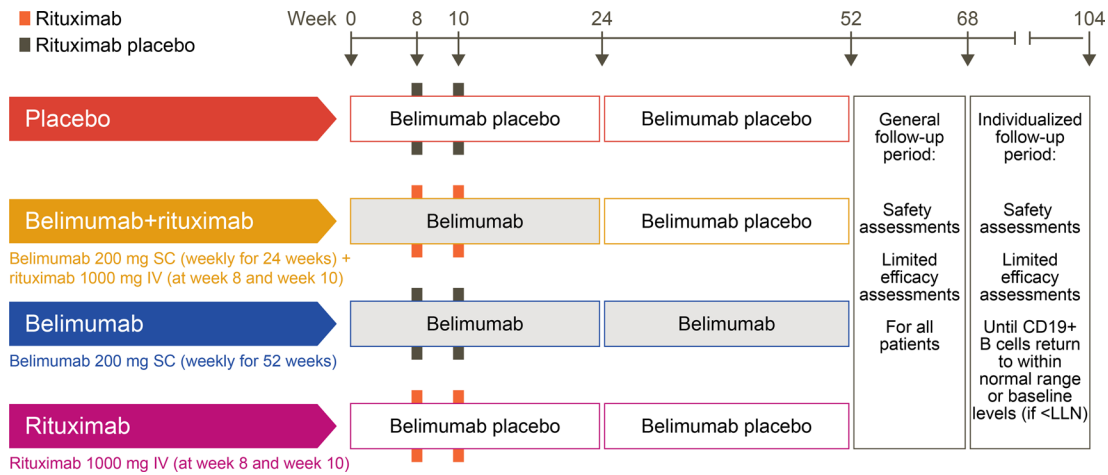 Rituximab
Rituximab placebo
Week 0 8 10 24 52 68 104
Placebo
Belimumab placebo
Belimumab placebo
Belimumab+rituximab
Belimumab 200 mg SC (weekly for 24 weeks) +
rituximab 1000 mg IV (at week 8 and week 10)
Belimumab
Belimumab placebo
Belimumab
Belimumab 200 mg SC (weekly for 52 weeks)
Belimumab
Belimumab
Rituximab
Rituximab 1000 mg IV (at week 8 and week 10)
Belimumab placebo
Belimumab placebo
General
follow-up
period:
Safety
assessments
Limited
efficacy
assessments
For all
patients
Individualized
follow-up
period:
Safety
assessments
Limited
efficacy
assessments
Until CD19+
B cells return
to within
normal range
or baseline
levels (if <LLN)